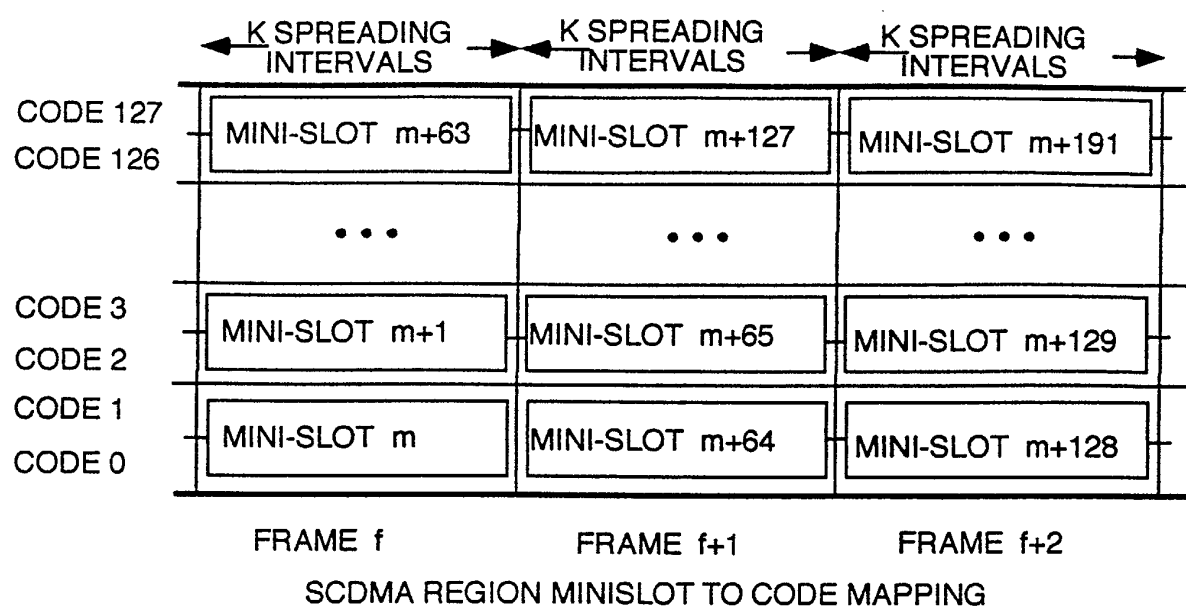 K SPREADING INTERVALS K SPREADING INTERVALS K SPREADING INTERVALS
CODE 127
CODE 126
MINI-SLOT m+63 MINI-SLOT m+127 MINI-SLOT m+191
••• ••• •••
CODE 3
CODE 2
MINI-SLOT m+1 MINI-SLOT m+65 MINI-SLOT m+129
CODE 1
CODE 0
MINI-SLOT m MINI-SLOT m+64 MINI-SLOT m+128
FRAME f FRAME f+1 FRAME f+2
SCDMA REGION MINISLOT TO CODE MAPPING